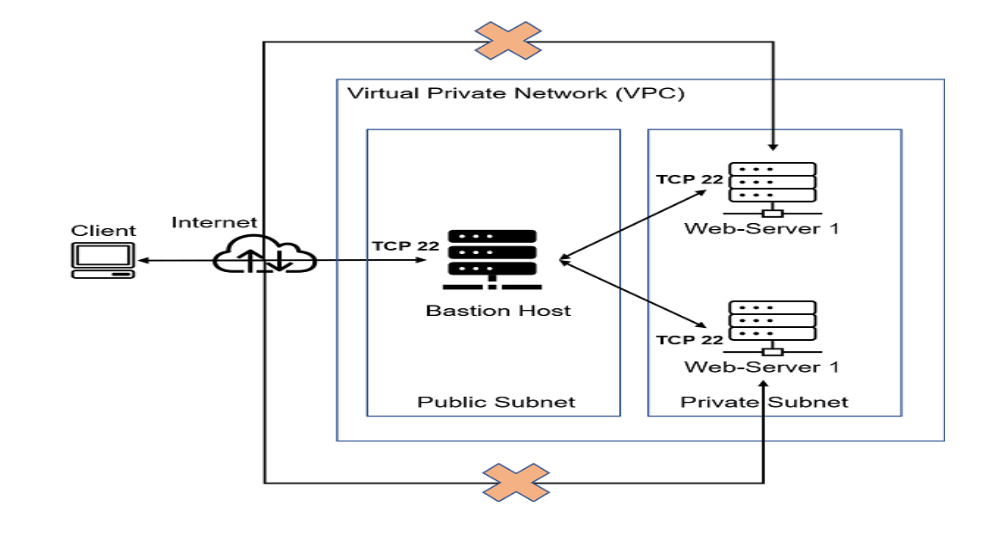 Virtual Private Network (VPC)
Client
Internet
TCP 22
Bastion Host
Public Subnet
TCP 22
Web-Server 1
TCP 22
Web-Server 1
Private Subnet